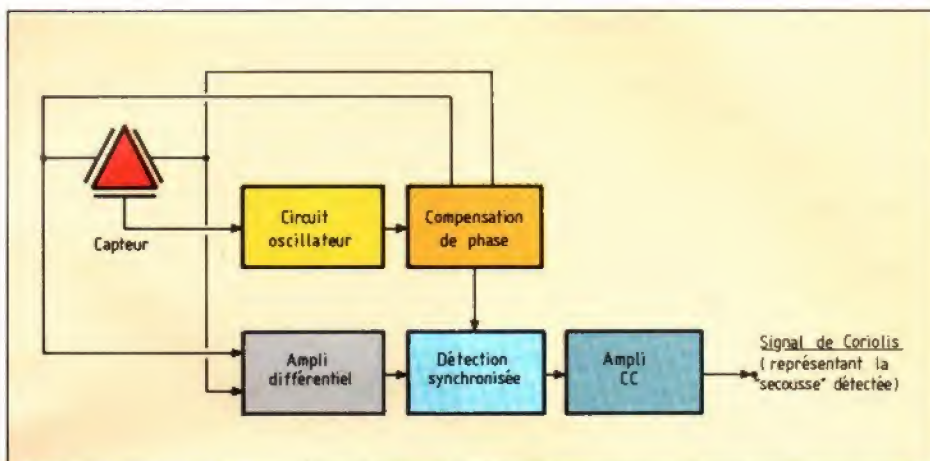 Capteur
Circuit
oscillateur
Compensation
de phase
Ampli
différentiel
Détection
synchronisée
Ampli
CC
Signal de Coriolis
(représentant la
"secousse" détectée)